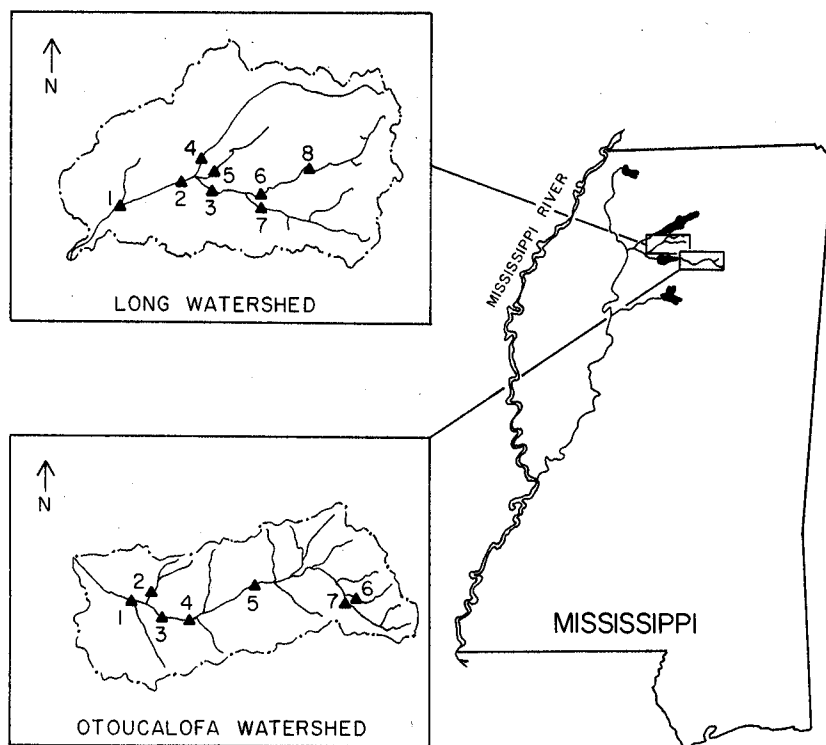 N
4
5
8
6
1
2
3
7
LONG WATERSHED
MISSISSIPPI RIVER
N
2
1
3
4
5
6
7
OTOUCALOFA WATERSHED
MISSISSIPPI